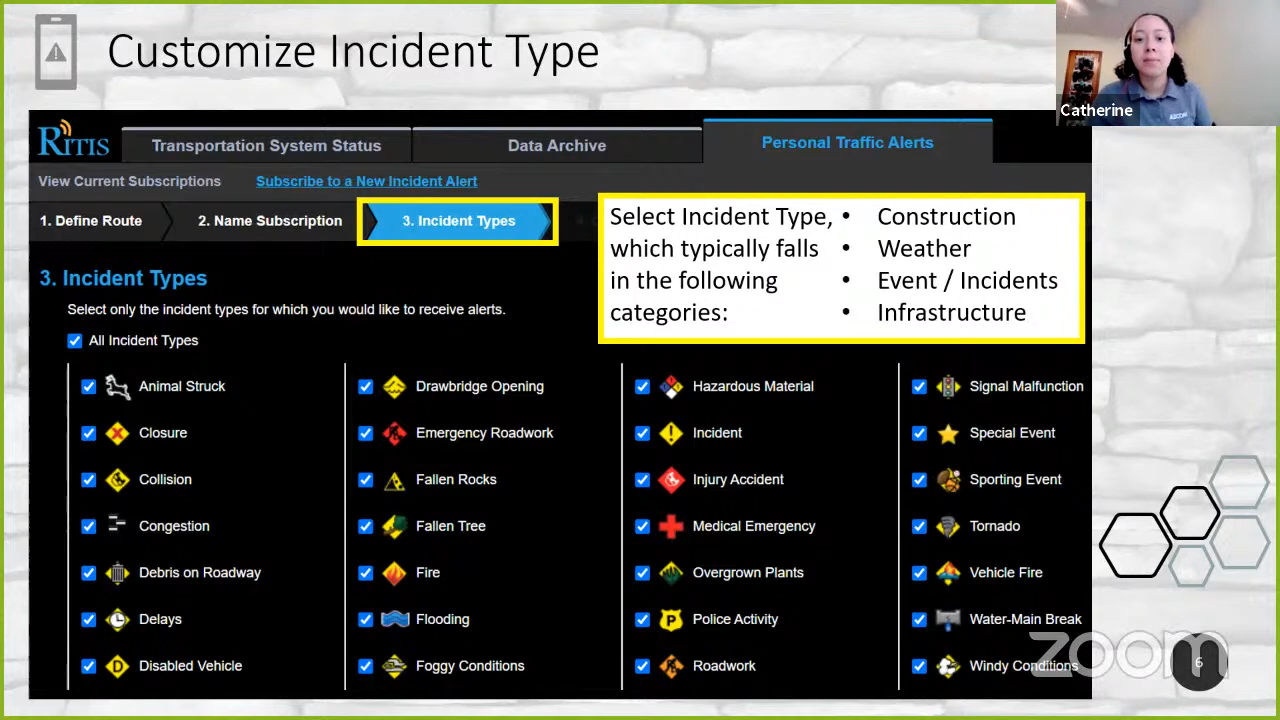 Customize Incident Type
Catherine
RITIS
Transportation System Status
Data Archive
Personal Traffic Alerts
View Current Subscriptions
Subscribe to a New Incident Alert
1. Define Route
2. Name Subscription
3. Incident Types
Select Incident Type,
which typically falls
in the following
categories:
• Construction
• Weather
• Event / Incidents
• Infrastructure
3. Incident Types
Select only the incident types for which you would like to receive alerts.
All Incident Types
Animal Struck
Closure
Collision
Congestion
Debris on Roadway
Delays
Disabled Vehicle
Drawbridge Opening
Emergency Roadwork
Fallen Rocks
Fallen Tree
Fire
Flooding
Foggy Conditions
Hazardous Material
Incident
Injury Accident
Medical Emergency
Overgrown Plants
Police Activity
Roadwork
Signal Malfunction
Special Event
Sporting Event
Tornado
Vehicle Fire
Water-Main Break
Windy Conditions
zoom
6